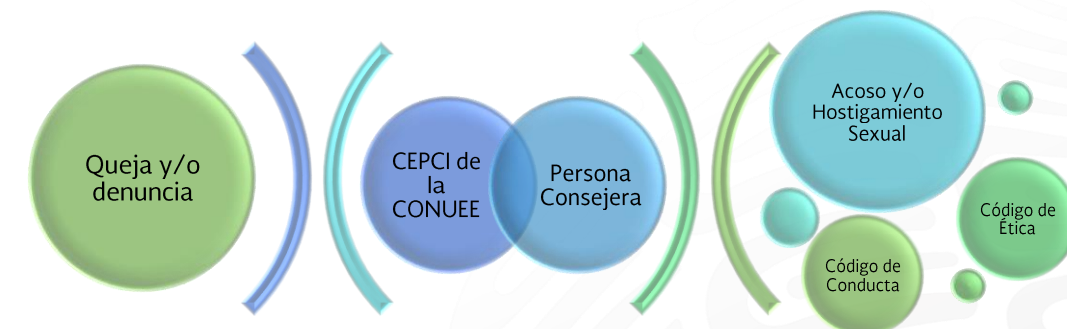 Queja y/o
denuncia
CEPCI de
la
CONUEE
Persona
Consejera
Acoso y/o
Hostigamiento
Sexual
Código de
Ética
Código de
Conducta